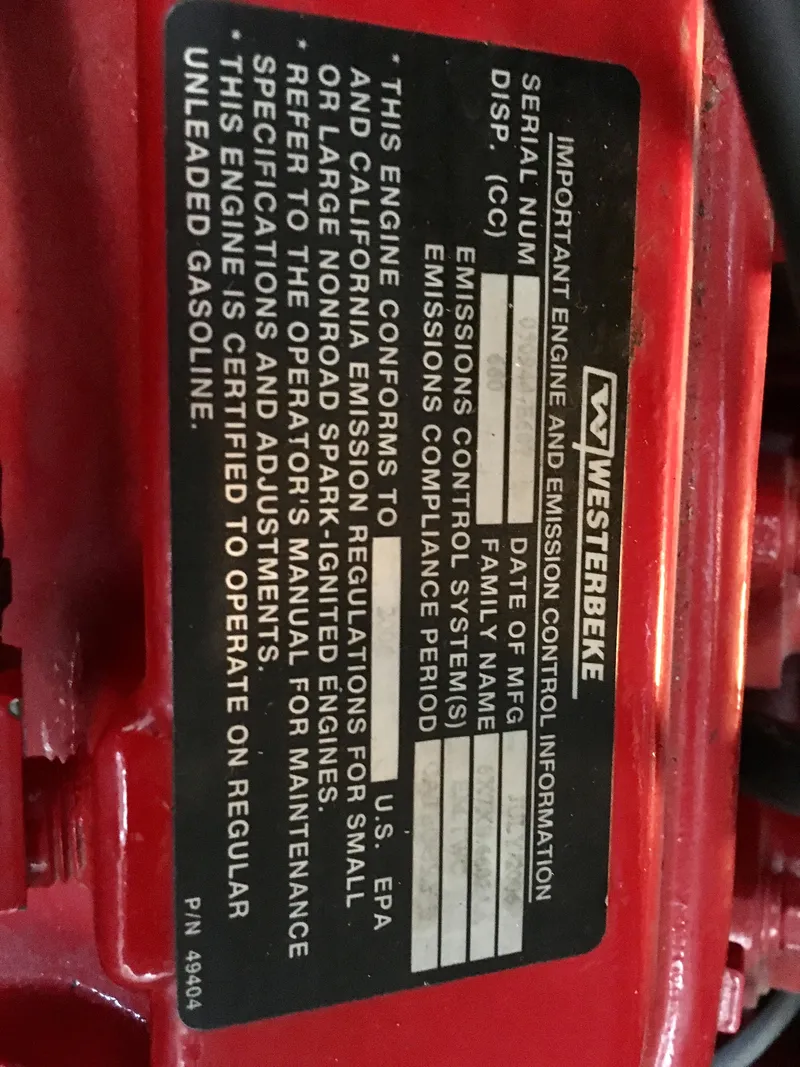 WESTERBEKE
IMPORTANT ENGINE AND EMISSION CONTROL INFORMATION
SERIAL NUM DATE OF MFG
DISP. (CC) 660 FAMILY NAME
EMISSIONS CONTROL SYSTEM(S)
EMISSIONS COMPLIANCE PERIOD
* THIS ENGINE CONFORMS TO U.S. EPA
AND CALIFORNIA EMISSION REGULATIONS FOR SMALL
OR LARGE NONROAD SPARK-IGNITED ENGINES.
* REFER TO THE OPERATOR'S MANUAL FOR MAINTENANCE
SPECIFICATIONS AND ADJUSTMENTS.
* THIS ENGINE IS CERTIFIED TO OPERATE ON REGULAR
UNLEADED GASOLINE.
P/N 49404